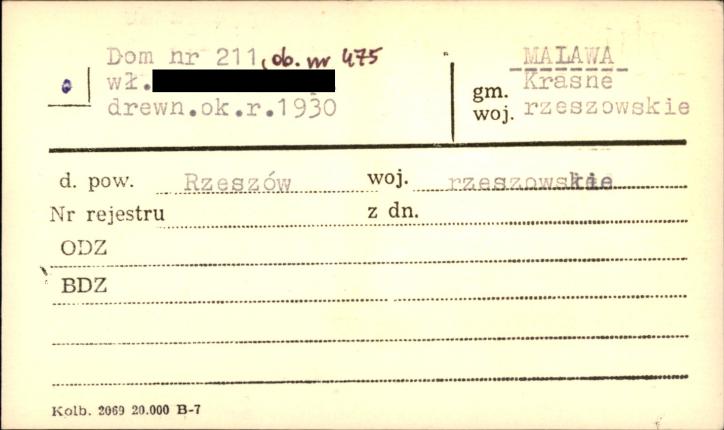 Dom nr 211, ob. nr 475
wł.
drewn.ok.r.1930
MALAWA
gm. Krasne
woj. rzeszowskie
d. pow. Rzeszów woj. rzeszowskie
Nr rejestru z dn.
ODZ
BDZ
Kolb. 2069 20.000 B-7